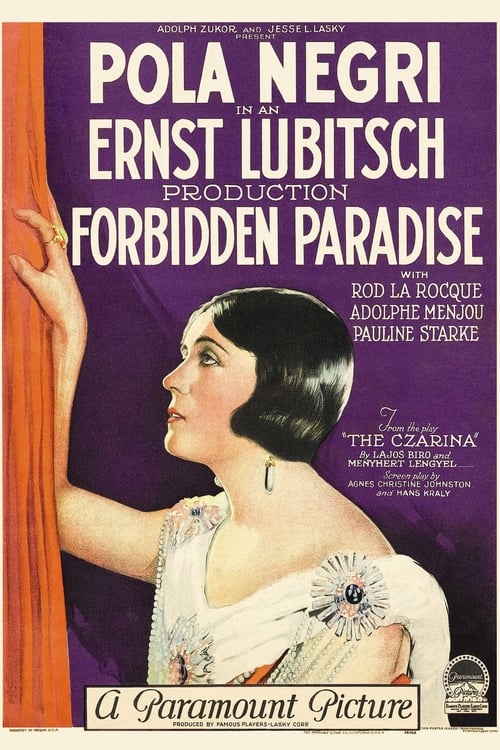 ADOLPH ZUKOR AND JESSE L. LASKY
PRESENT
POLA NEGRI
IN AN
ERNST LUBITSCH
PRODUCTION
FORBIDDEN PARADISE
WITH
ROD LA ROCQUE
ADOLPHE MENJOU
PAULINE STARKE
From the play
"THE CZARINA"
By LAJOS BIRO and
MENYHERT LENGYEL
Screen play by
AGNES CHRISTINE JOHNSTON
and HANS KRALY
Paramount
Pictures
A Paramount Picture
PRODUCED BY FAMOUS PLAYERS-LASKY CORP.